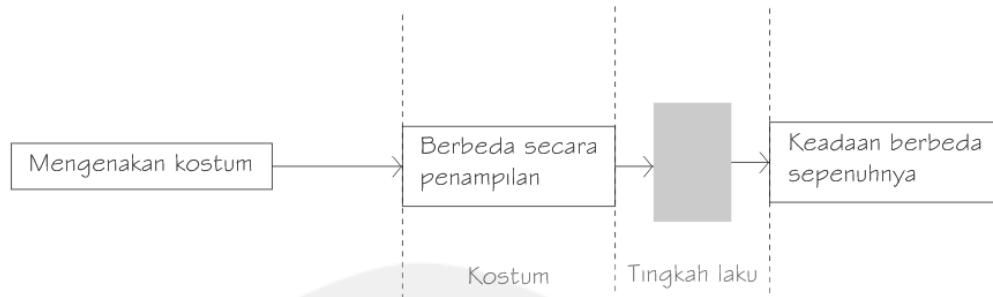 Mengenakan kostum
Berbeda secara
penampilan
Keadaan berbeda
sepenuhnya
Kostum
Tingkah laku